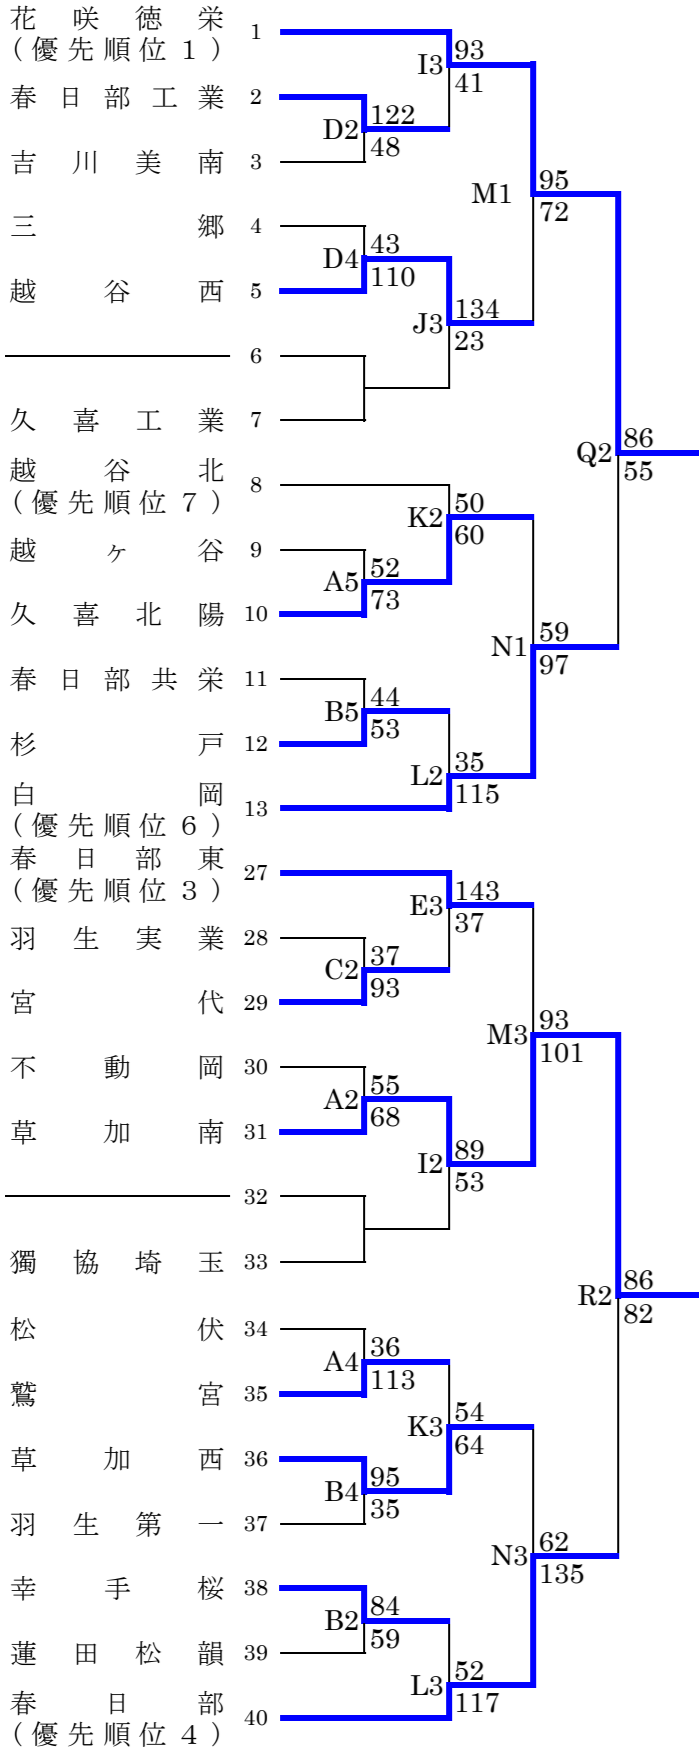 花咲徳栄
(優先順位1) 1
I3 93
41
春日部工業 2
D2 122
48
吉川美南 3
M1 95
72
三郷 4
D4 43
110
越谷西 5
J3 134
23
6
久喜工業 7
Q2 86
55
越谷北
(優先順位7) 8
K2 50
60
越ヶ谷 9
A5 52
73
久喜北陽 10
N1 59
97
春日部共栄 11
B5 44
53
杉戸 12
L2 35
115
白岡
(優先順位6) 13
春日部東
(優先順位3) 27
E3 143
37
羽生実業 28
C2 37
93
宮代 29
M3 93
101
不動岡 30
A2 55
68
草加南 31
I2 89
53
32
獨協埼玉 33
R2 86
82
松伏 34
A4 36
113
鷲宮 35
K3 54
64
草加西 36
B4 95
35
羽生第一 37
N3 62
135
幸手桜 38
B2 84
59
蓮田松韻 39
L3 52
117
春日部
(優先順位4) 40